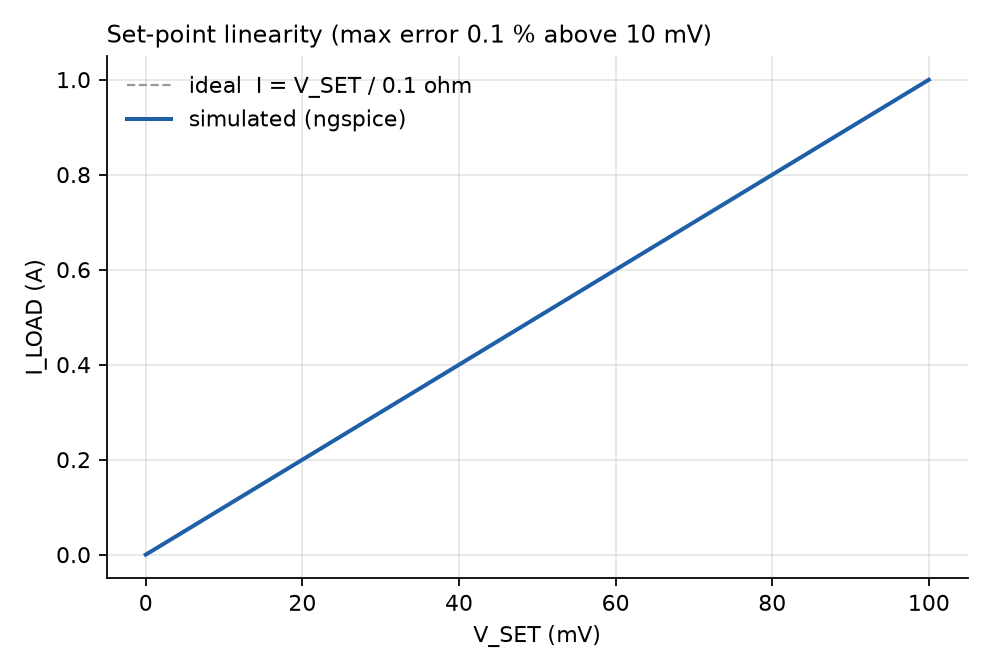 Set-point linearity (max error 0.1 % above 10 mV)
ideal  I = V_SET / 0.1 ohm
simulated (ngspice)
1.0
0.8
0.6
0.4
0.2
0.0
I_LOAD (A)
0 20 40 60 80 100
V_SET (mV)